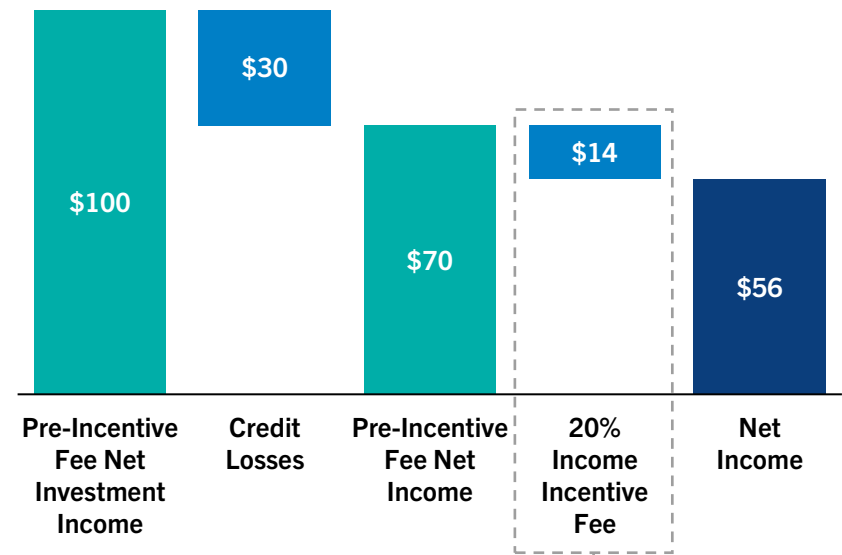 $100
$30
$70
$14
$56
Pre-Incentive
Fee Net
Investment
Income
Credit
Losses
Pre-Incentive
Fee Net
Income
20%
Income
Incentive
Fee
Net
Income